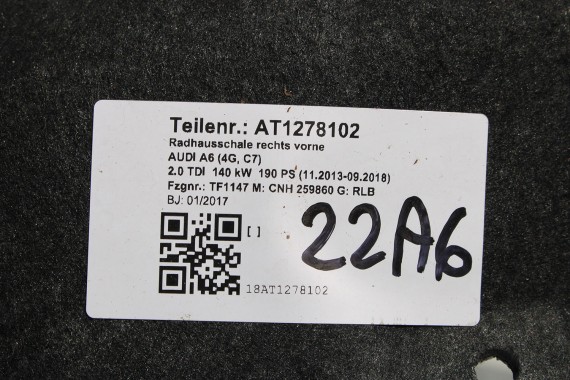 Teilenr.: AT1278102
Radhausschale rechts vorne
AUDI A6 (4G, C7)
2.0 TDI 140 kW 190 PS (11.2013-09.2018)
Fzgnr.: TF1147 M: CNH 259860 G: RLB
BJ: 01/2017
[ ]
22A6
18AT1278102